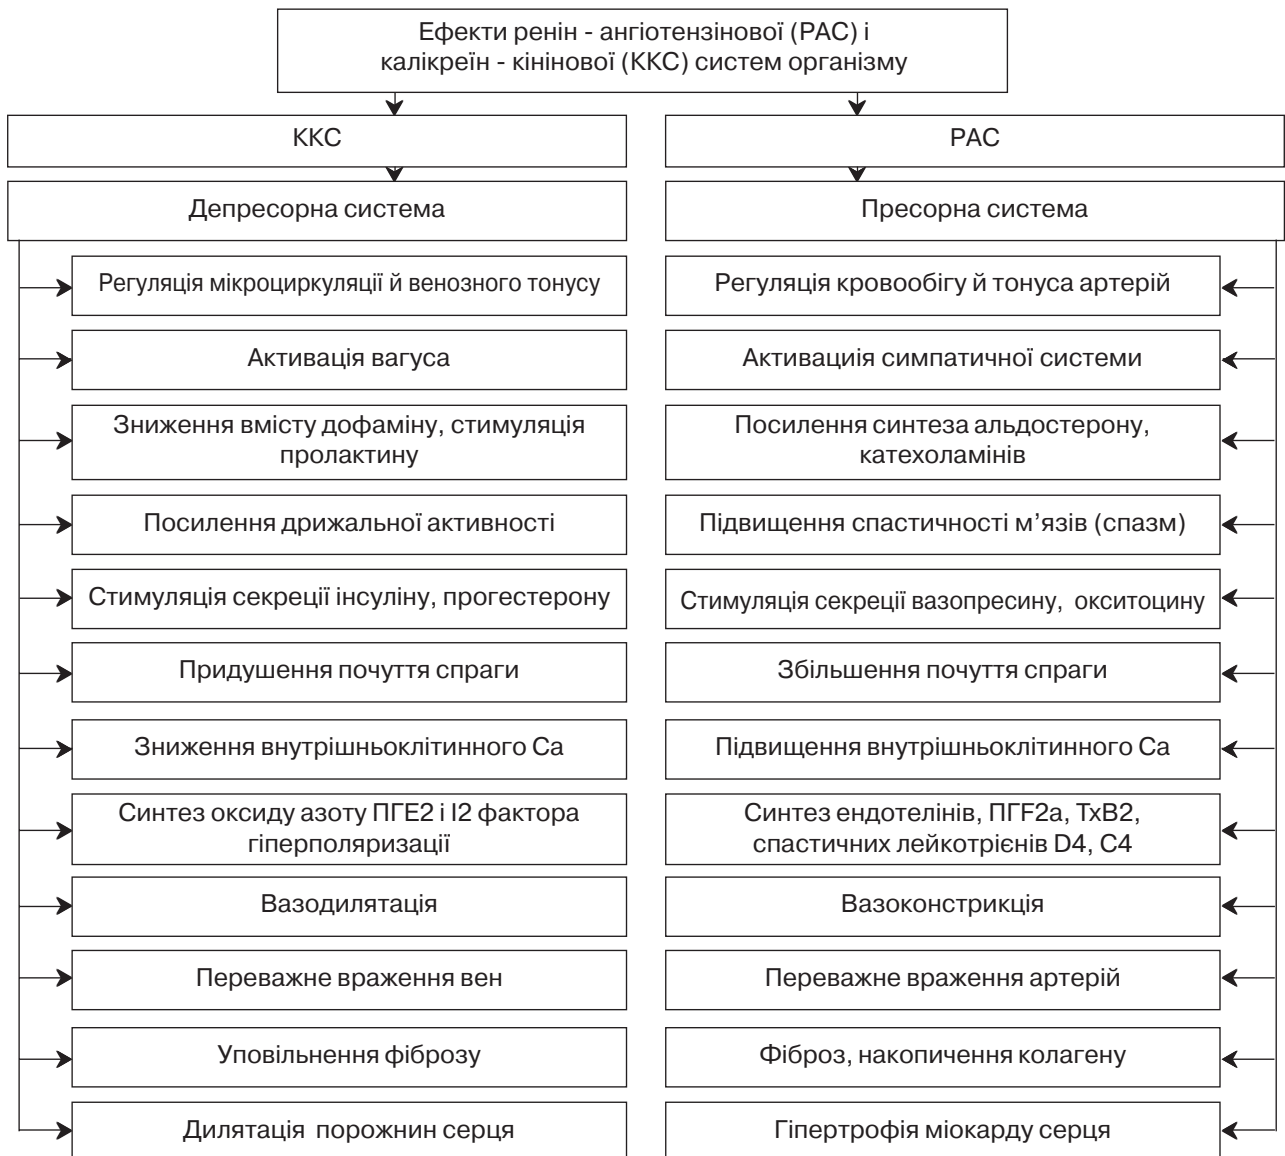 Ефекти ренін - ангіотензінової (РАС) і
калікреїн - кінінової (ККС) систем організму
ККС
РАС
Депресорна система
Пресорна система
Регуляція мікроциркуляції й венозного тонусу
Регуляція кровообігу й тонуса артерій
Активація вагуса
Активациія симпатичної системи
Зниження вмісту дофаміну, стимуляція
пролактину
Посилення синтеза альдостерону,
катехоламінів
Посилення дрижальної активності
Підвищення спастичності м’язів (спазм)
Стимуляція секреції інсуліну, прогестерону
Стимуляція секреції вазопресину, окситоцину
Придушення почуття спраги
Збільшення почуття спраги
Зниження внутрішньоклітинного Са
Підвищення внутрішньоклітинного Са
Синтез оксиду азоту ПГЕ2 і І2 фактора
гіперполяризації
Синтез ендотелінів, ПГF2a, TxB2,
спастичних лейкотрієнів D4, C4
Вазодилятація
Вазоконстрикція
Переважне враження вен
Переважне враження артерій
Уповільнення фіброзу
Фіброз, накопичення колагену
Дилятація порожнин серця
Гіпертрофія міокарду серця